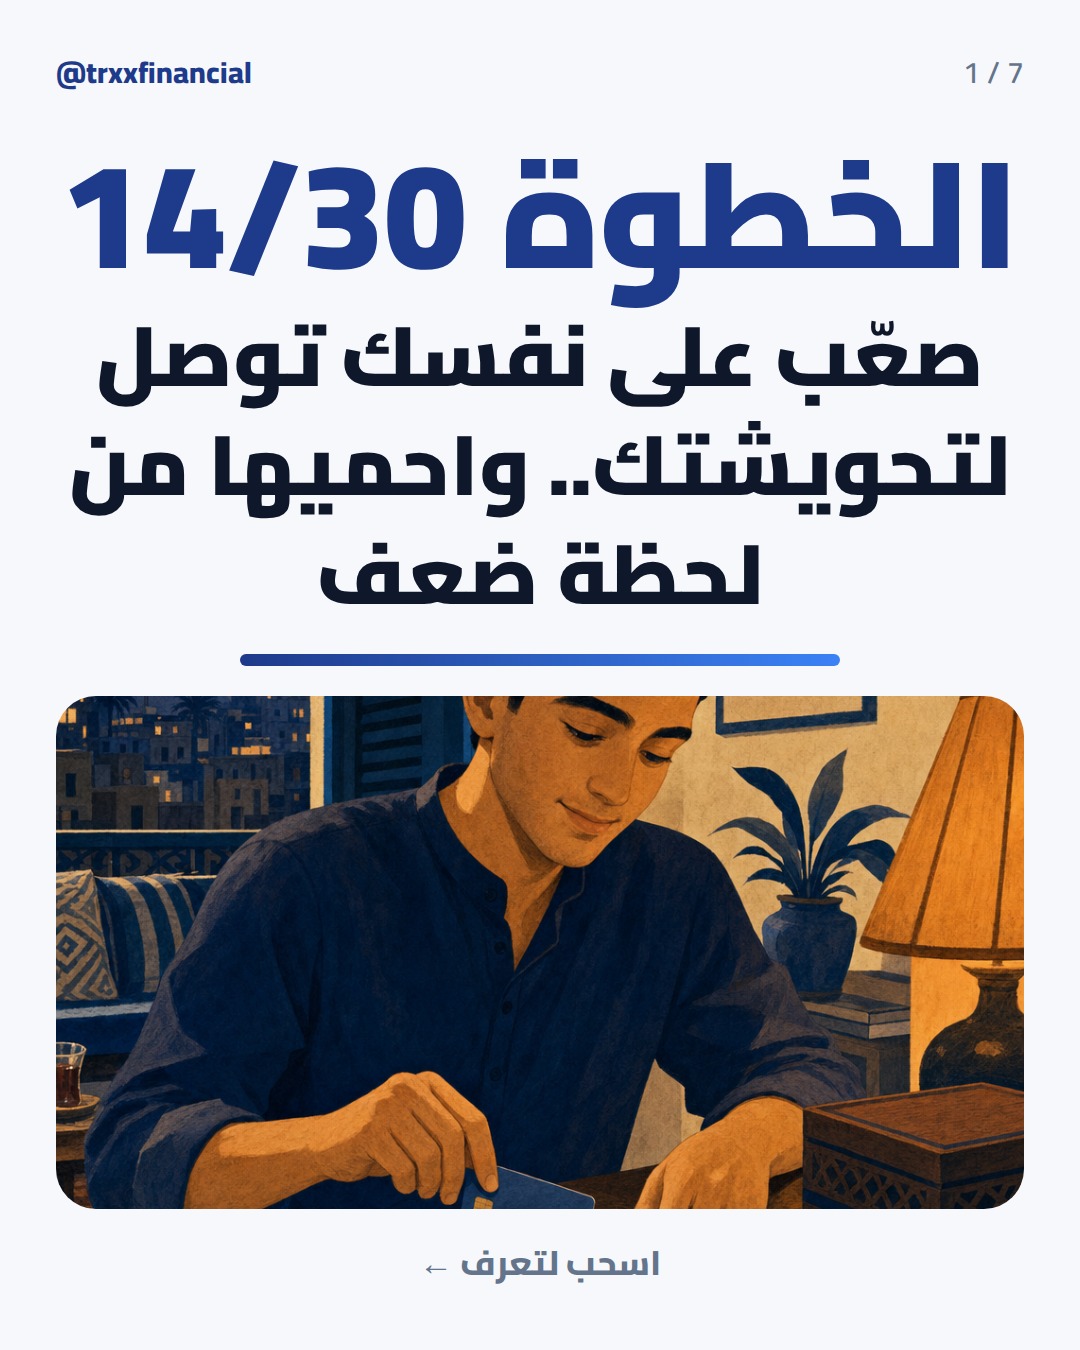 @trxxfinancial
1 / 7
الخطوة 14/30
صعّب على نفسك توصل
لتحويشتك.. واحميها من
لحظة ضعف
اسحب لتعرف ←